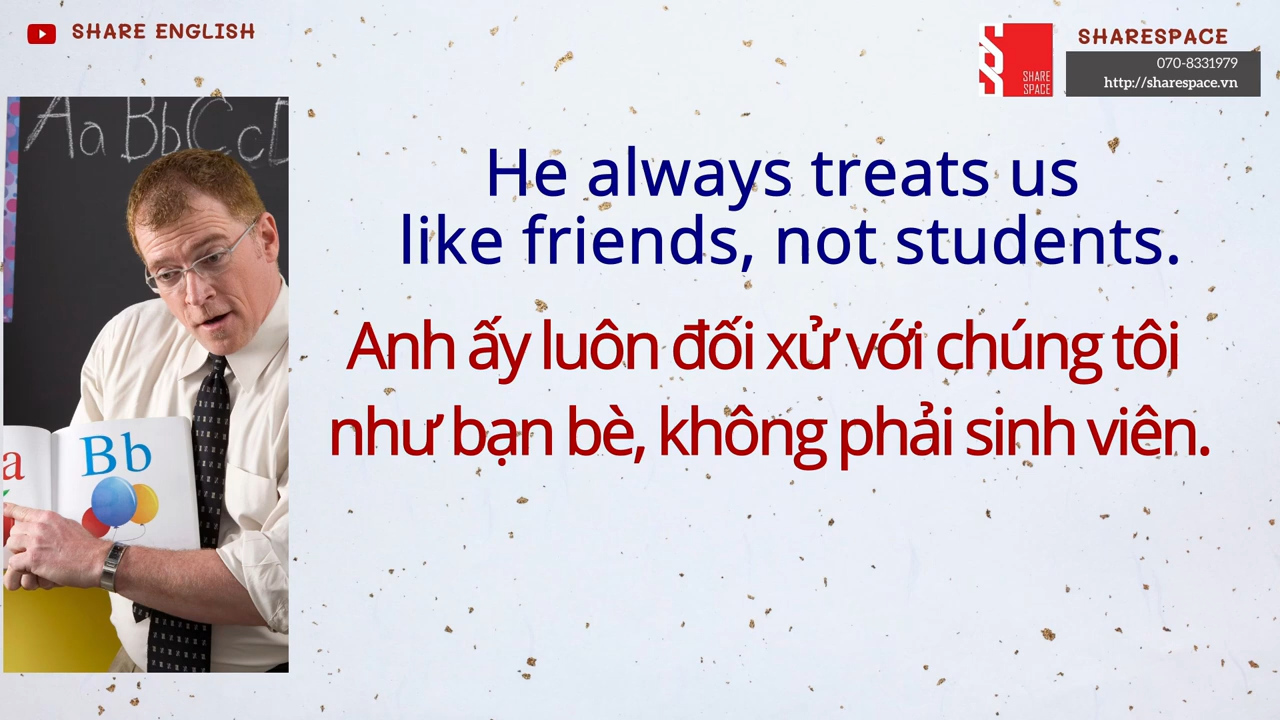 SHARE ENGLISH
SHARESPACE
070-8331979
http://sharespace.vn
SHARE
SPACE
Aa Bb Cc D
He always treats us
like friends, not students.
Anh ấy luôn đối xử với chúng tôi
như bạn bè, không phải sinh viên.
a
Bb